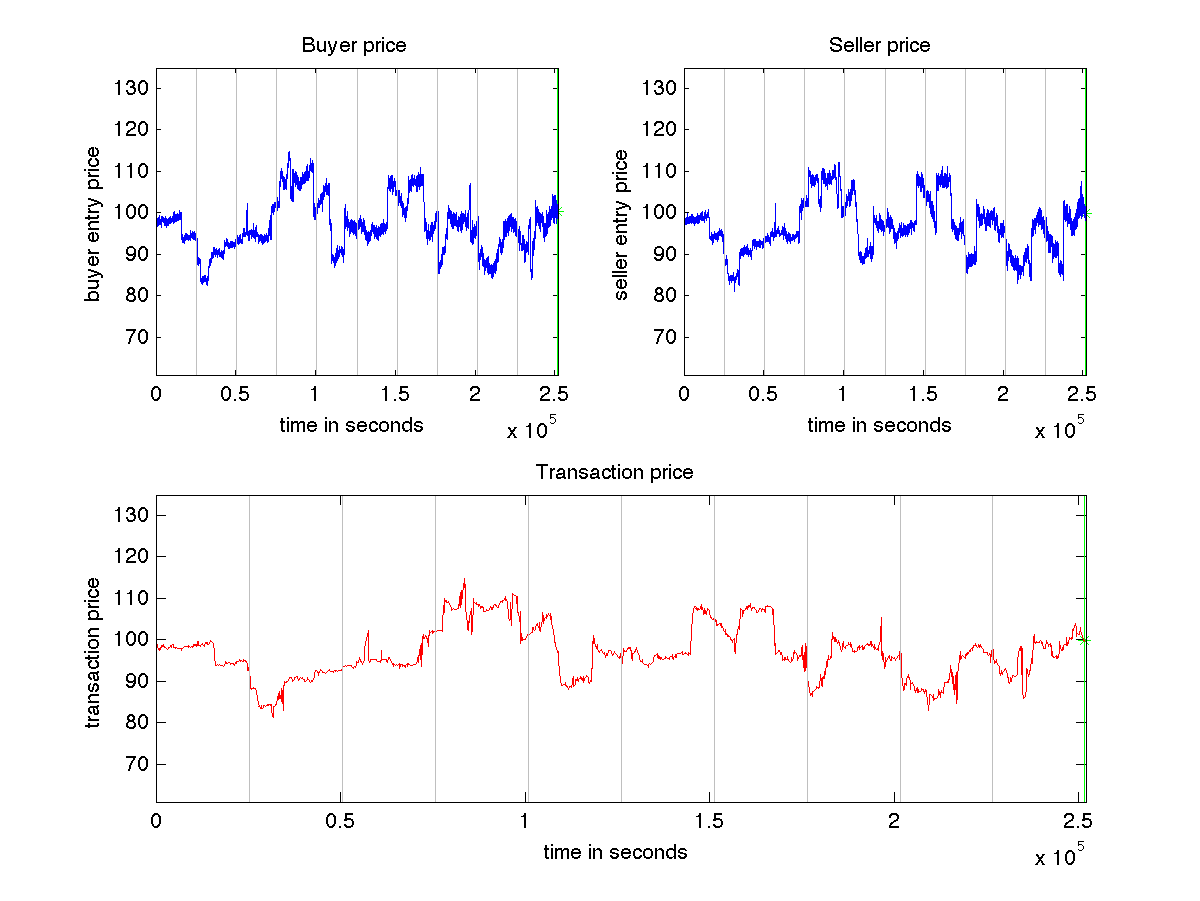 Buyer price
130
120
110
100
90
80
70
buyer entry price
0 0.5 1 1.5 2 2.5
time in seconds
x 10^5
Seller price
130
120
110
100
90
80
70
seller entry price
0 0.5 1 1.5 2 2.5
time in seconds
x 10^5
Transaction price
130
120
110
100
90
80
70
transaction price
0 0.5 1 1.5 2 2.5
time in seconds
x 10^5